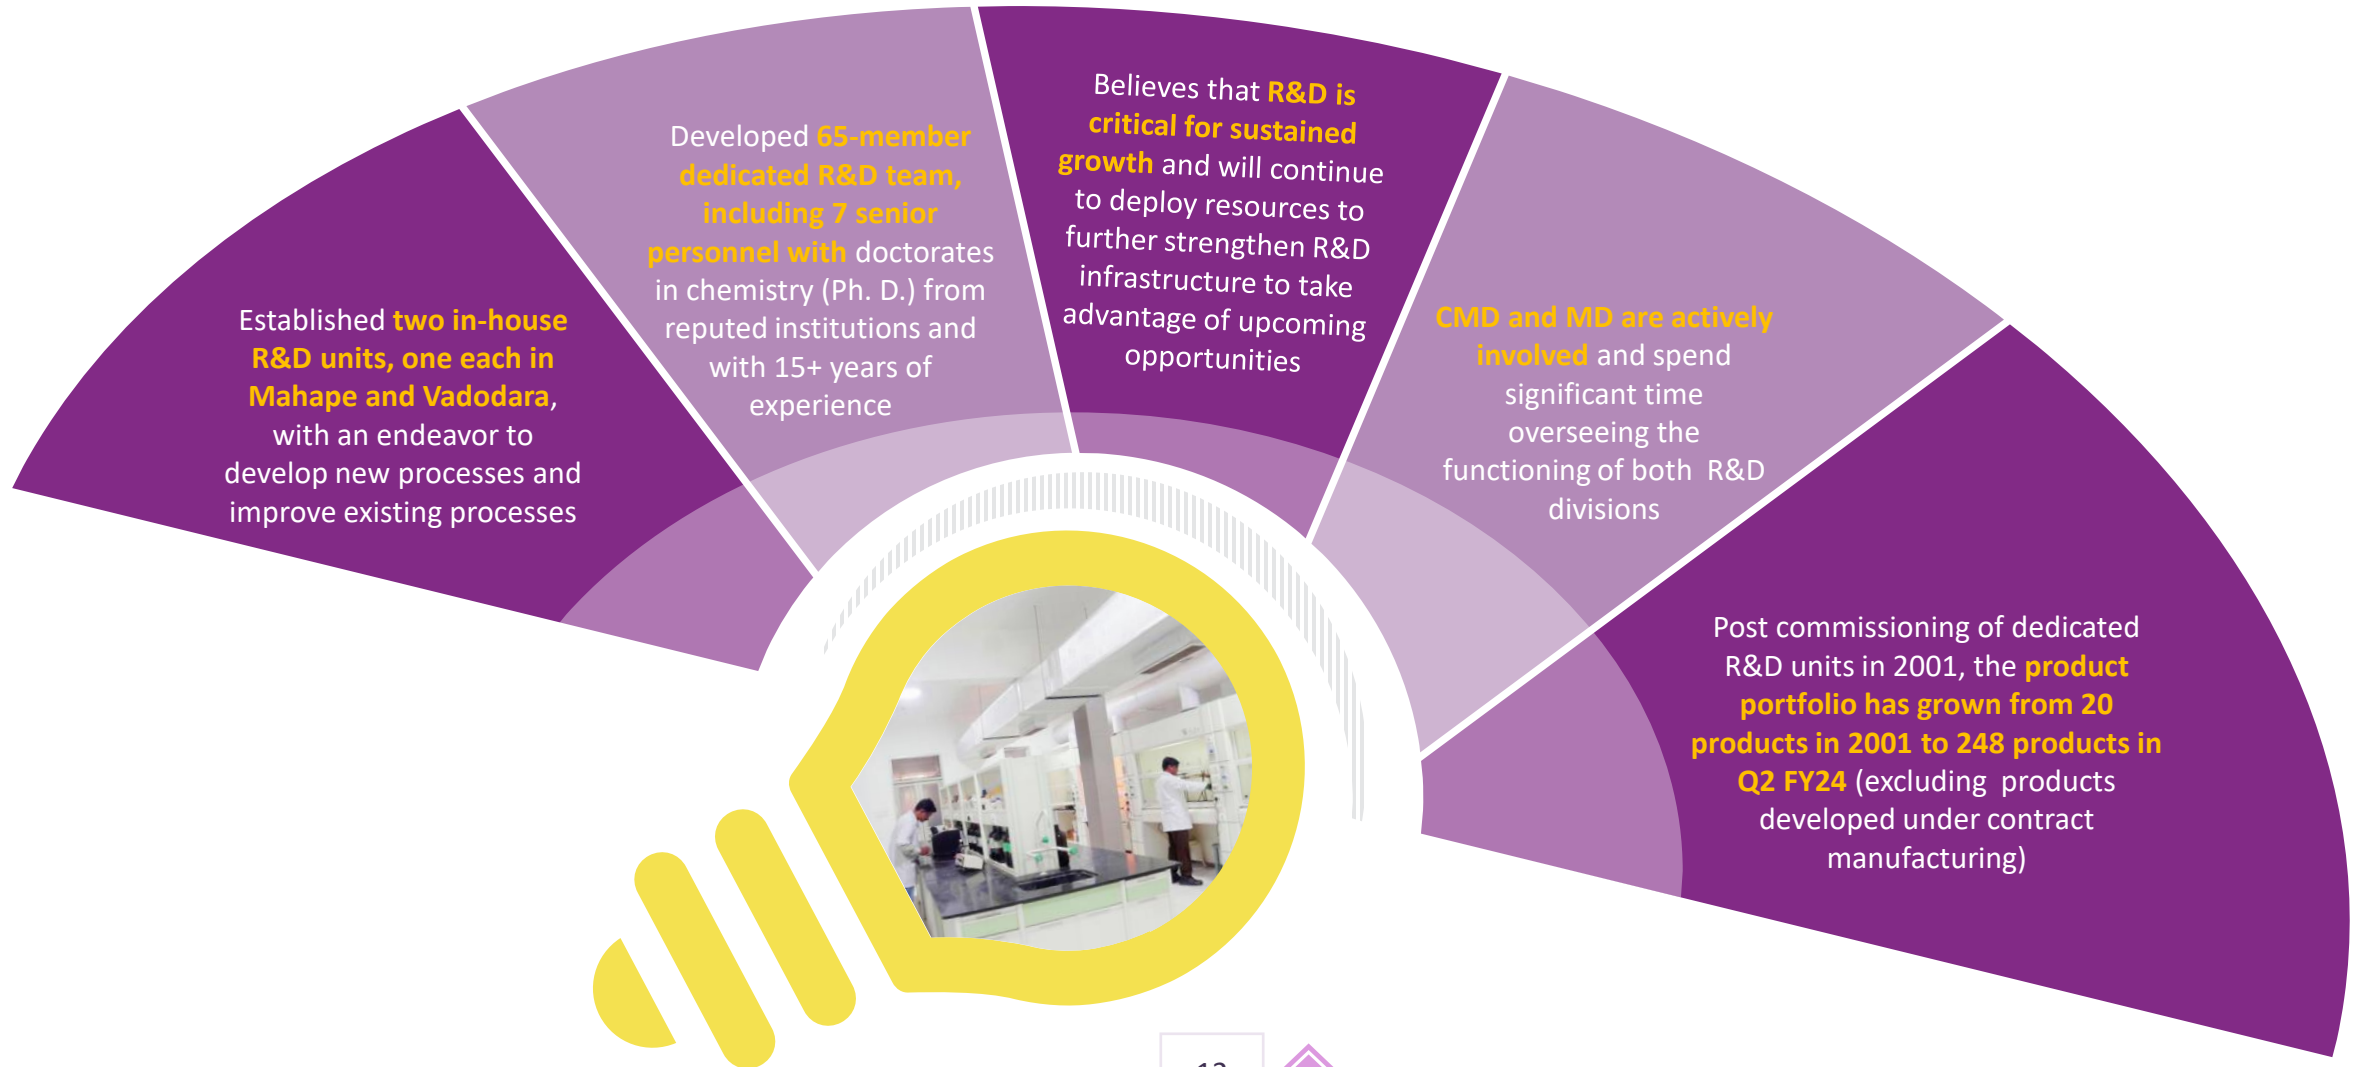 Established two in-house
R&D units, one each in
Mahape and Vadodara,
with an endeavor to
develop new processes and
improve existing processes
Developed 65-member
dedicated R&D team,
including 7 senior
personnel with doctorates
in chemistry (Ph. D.) from
reputed institutions and
with 15+ years of
experience
Believes that R&D is
critical for sustained
growth and will continue
to deploy resources to
further strengthen R&D
infrastructure to take
advantage of upcoming
opportunities
CMD and MD are actively
involved and spend
significant time
overseeing the
functioning of both R&D
divisions
Post commissioning of dedicated
R&D units in 2001, the product
portfolio has grown from 20
products in 2001 to 248 products in
Q2 FY24 (excluding products
developed under contract
manufacturing)